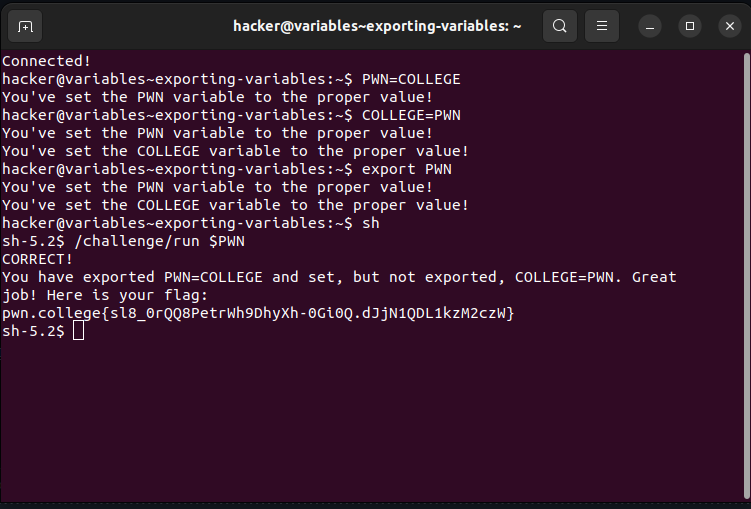 hacker@variables~exporting-variables: ~
Connected!
hacker@variables~exporting-variables:~$ PWN=COLLEGE
You've set the PWN variable to the proper value!
hacker@variables~exporting-variables:~$ COLLEGE=PWN
You've set the PWN variable to the proper value!
You've set the COLLEGE variable to the proper value!
hacker@variables~exporting-variables:~$ export PWN
You've set the PWN variable to the proper value!
You've set the COLLEGE variable to the proper value!
hacker@variables~exporting-variables:~$ sh
sh-5.2$ /challenge/run $PWN
CORRECT!
You have exported PWN=COLLEGE and set, but not exported, COLLEGE=PWN. Great
job! Here is your flag:
pwn.college{sl8_0rQQ8PetrWh9DhyXh-0Gi0Q.dJjN1QDL1kzM2czW}
sh-5.2$